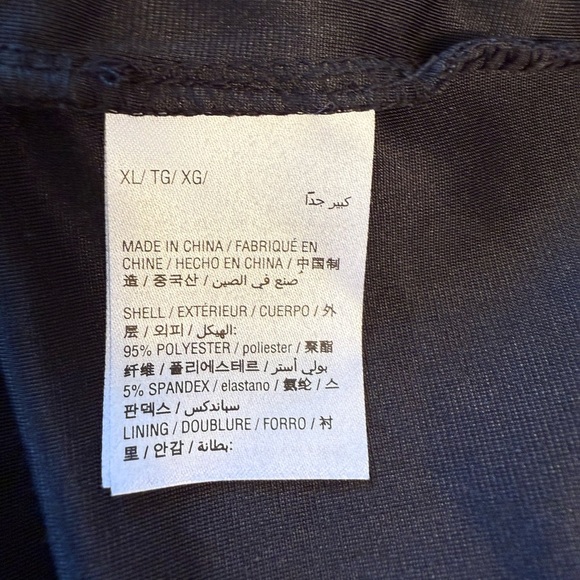 XL/ TG/ XG/
كبير جدًا
MADE IN CHINA / FABRIQUÉ EN
CHINE / HECHO EN CHINA / 中国制
造 / 중국산 / صنع في الصين
SHELL / EXTÉRIEUR / CUERPO / 外
层 / 외피 / الهيكل:
95% POLYESTER / poliester / 聚酯
纤维 / 폴리에스테르 / بولي أستر
5% SPANDEX / elastano / 氨纶 / 스
판덱스 / سباندكس
LINING / DOUBLURE / FORRO / 衬
里 / 안감 / بطانة: